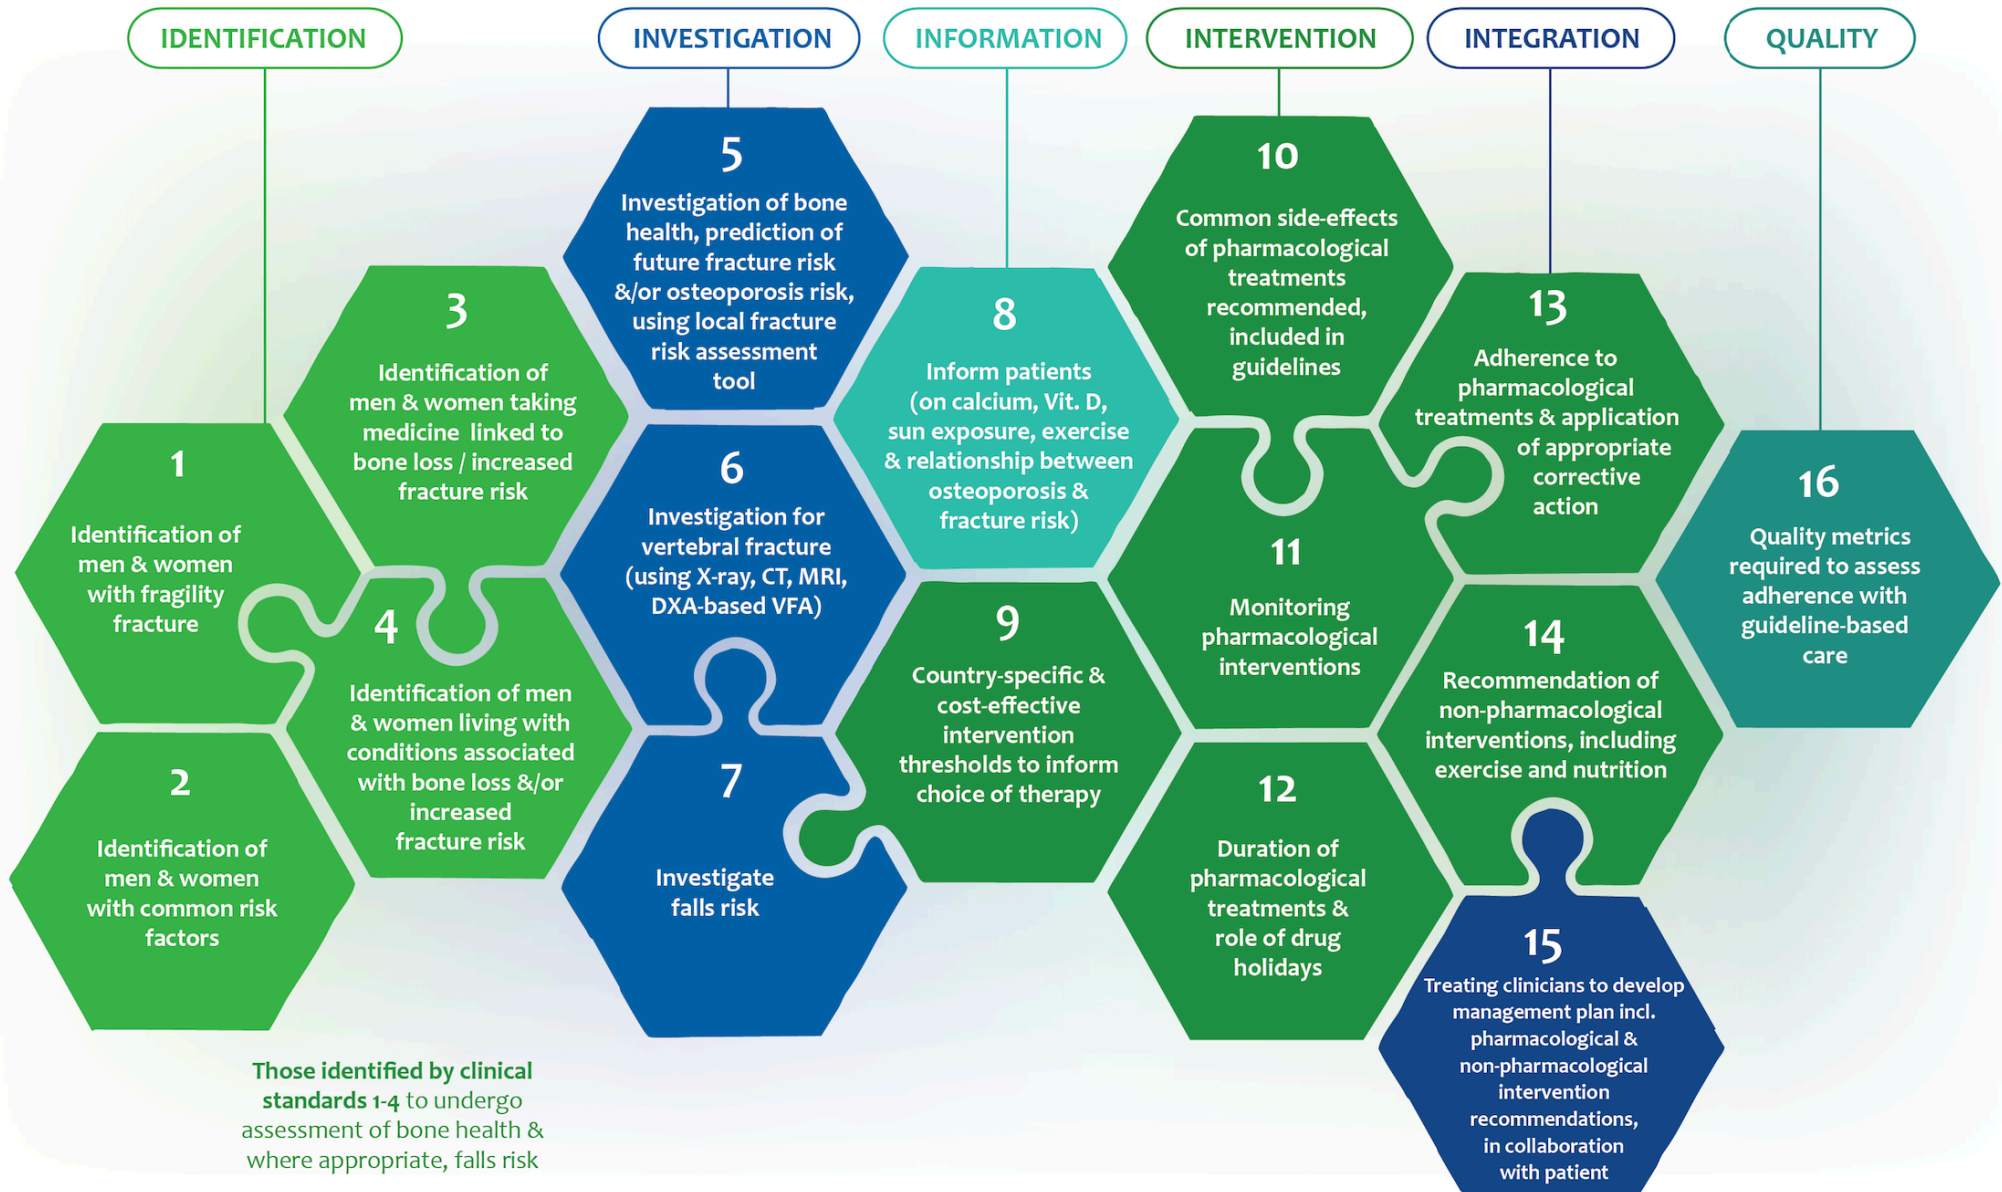 IDENTIFICATION
INVESTIGATION
INFORMATION
INTERVENTION
INTEGRATION
QUALITY
1
Identification of
men & women
with fragility
fracture
2
Identification of
men & women
with common risk
factors
3
Identification of
men & women taking
medicine linked to
bone loss / increased
fracture risk
4
Identification of men
& women living with
conditions associated
with bone loss &/or
increased
fracture risk
5
Investigation of bone
health, prediction of
future fracture risk
&/or osteoporosis risk,
using local fracture
risk assessment
tool
6
Investigation for
vertebral fracture
(using X-ray, CT, MRI,
DXA-based VFA)
7
Investigate
falls risk
8
Inform patients
(on calcium, Vit. D,
sun exposure, exercise
& relationship between
osteoporosis &
fracture risk)
9
Country-specific &
cost-effective
intervention
thresholds to inform
choice of therapy
10
Common side-effects
of pharmacological
treatments
recommended,
included in
guidelines
11
Monitoring
pharmacological
interventions
12
Duration of
pharmacological
treatments &
role of drug
holidays
13
Adherence to
pharmacological
treatments & application
of appropriate
corrective
action
14
Recommendation of
non-pharmacological
interventions, including
exercise and nutrition
15
Treating clinicians to develop
management plan incl.
pharmacological &
non-pharmacological
intervention
recommendations,
in collaboration
with patient
16
Quality metrics
required to assess
adherence with
guideline-based
care
Those identified by clinical
standards 1-4 to undergo
assessment of bone health &
where appropriate, falls risk